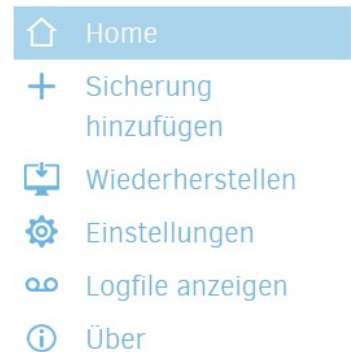 Home
Sicherung
hinzufügen
Wiederherstellen
Einstellungen
Logfile anzeigen
Über